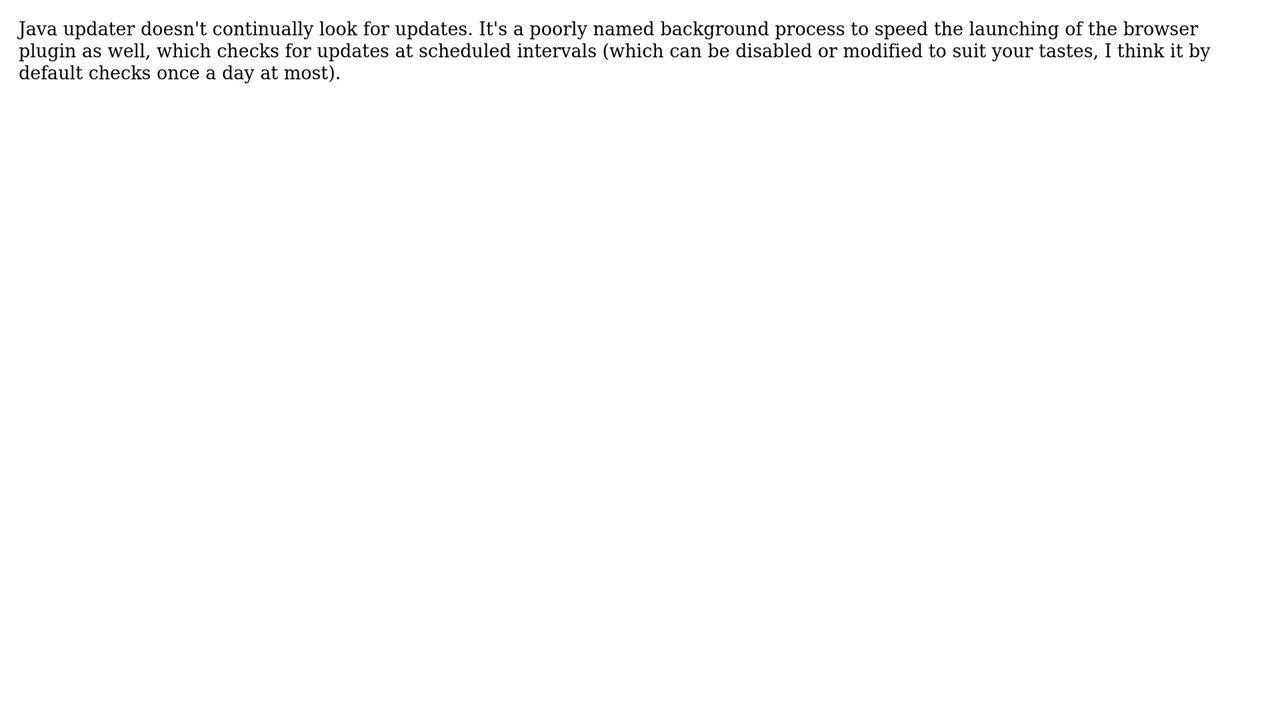 Java updater doesn't continually look for updates. It's a poorly named background process to speed the launching of the browser
plugin as well, which checks for updates at scheduled intervals (which can be disabled or modified to suit your tastes, I think it by
default checks once a day at most).